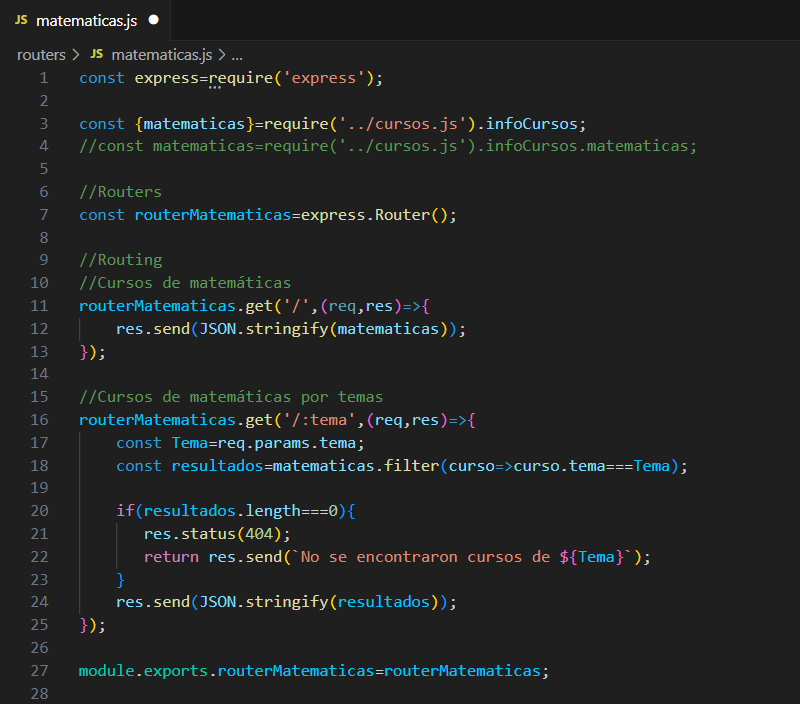 JS matematicas.js
routers > JS matematicas.js > ...
1 const express=require('express');
2
3 const {matematicas}=require('../cursos.js').infoCursos;
4 //const matematicas=require('../cursos.js').infoCursos.matematicas;
5
6 //Routers
7 const routerMatematicas=express.Router();
8
9 //Routing
10 //Cursos de matemáticas
11 routerMatematicas.get('/',(req,res)=>{
12     res.send(JSON.stringify(matematicas));
13 });
14
15 //Cursos de matemáticas por temas
16 routerMatematicas.get('/:tema',(req,res)=>{
17     const Tema=req.params.tema;
18     const resultados=matematicas.filter(curso=>curso.tema===Tema);
19
20     if(resultados.length===0){
21        res.status(404);
22        return res.send(`No se encontraron cursos de ${Tema}`);
23     }
24     res.send(JSON.stringify(resultados));
25 });
26
27 module.exports.routerMatematicas=routerMatematicas;
28